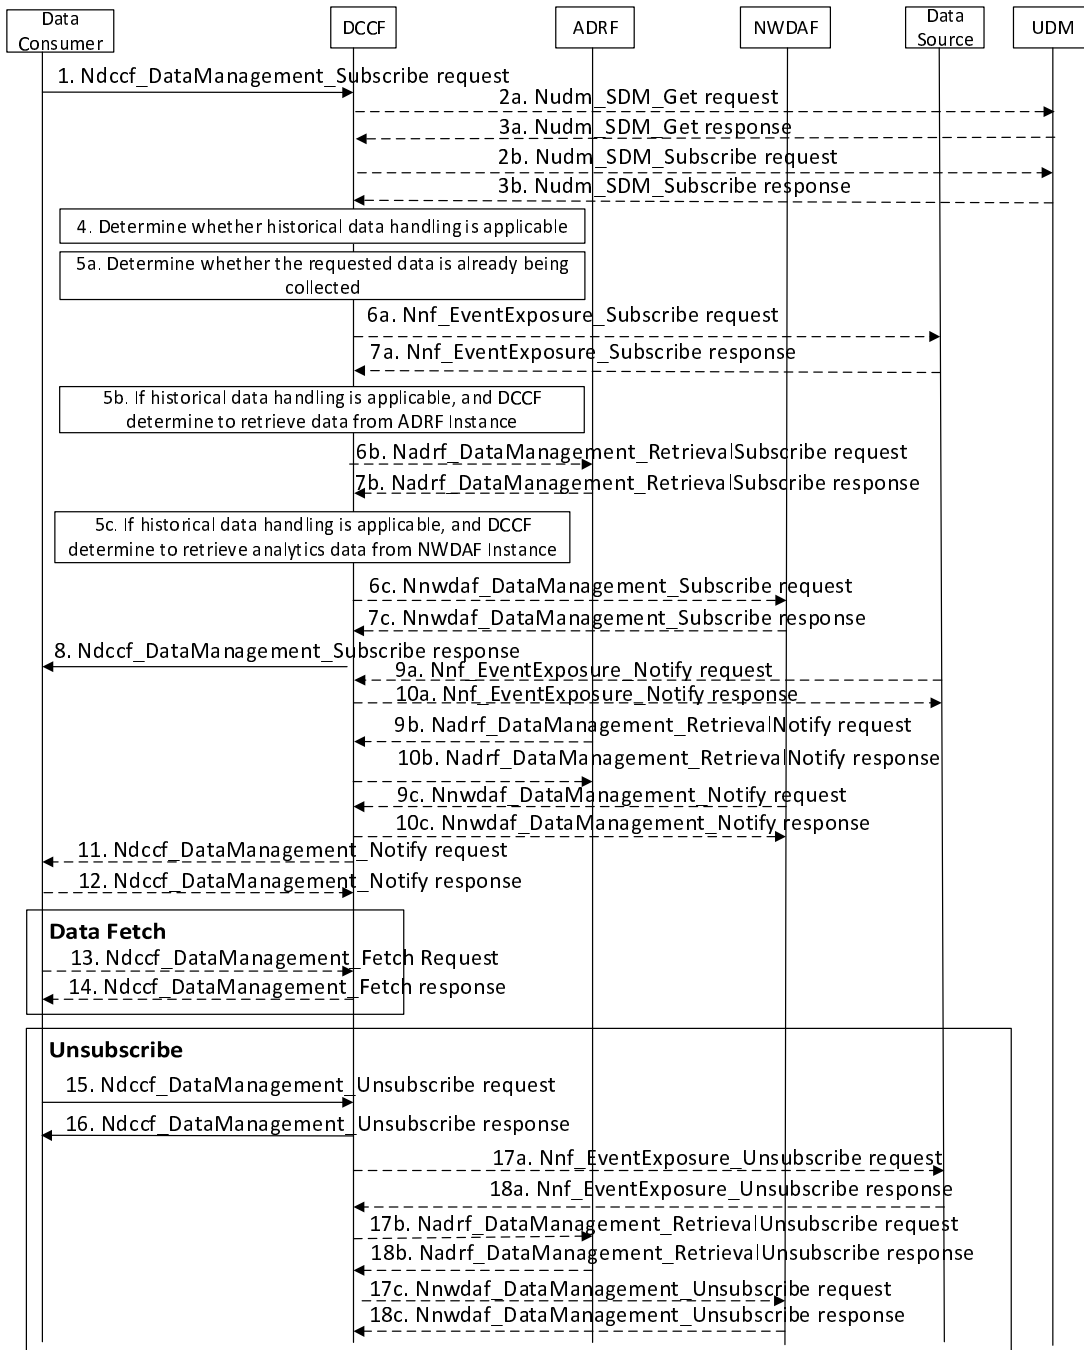 Data
Consumer
DCCF
ADRF
NWDAF
Data
Source
UDM
1. Ndccf_DataManagement_Subscribe request
2a. Nudm_SDM_Get request
3a. Nudm_SDM_Get response
2b. Nudm_SDM_Subscribe request
3b. Nudm_SDM_Subscribe response
4. Determine whether historical data handling is applicable
5a. Determine whether the requested data is already being
collected
6a. Nnf_EventExposure_Subscribe request
7a. Nnf_EventExposure_Subscribe response
5b. If historical data handling is applicable, and DCCF
determine to retrieve data from ADRF Instance
6b. Nadrf_DataManagement_RetrievalSubscribe request
7b. Nadrf_DataManagement_RetrievalSubscribe response
5c. If historical data handling is applicable, and DCCF
determine to retrieve analytics data from NWDAF Instance
6c. Nnwdaf_DataManagement_Subscribe request
7c. Nnwdaf_DataManagement_Subscribe response
8. Ndccf_DataManagement_Subscribe response
9a. Nnf_EventExposure_Notify request
10a. Nnf_EventExposure_Notify response
9b. Nadrf_DataManagement_RetrievalNotify request
10b. Nadrf_DataManagement_RetrievalNotify response
9c. Nnwdaf_DataManagement_Notify request
10c. Nnwdaf_DataManagement_Notify response
11. Ndccf_DataManagement_Notify request
12. Ndccf_DataManagement_Notify response
Data Fetch
13. Ndccf_DataManagement_Fetch Request
14. Ndccf_DataManagement_Fetch response
Unsubscribe
15. Ndccf_DataManagement_Unsubscribe request
16. Ndccf_DataManagement_Unsubscribe response
17a. Nnf_EventExposure_Unsubscribe request
18a. Nnf_EventExposure_Unsubscribe response
17b. Nadrf_DataManagement_RetrievalUnsubscribe request
18b. Nadrf_DataManagement_RetrievalUnsubscribe response
17c. Nnwdaf_DataManagement_Unsubscribe request
18c. Nnwdaf_DataManagement_Unsubscribe response